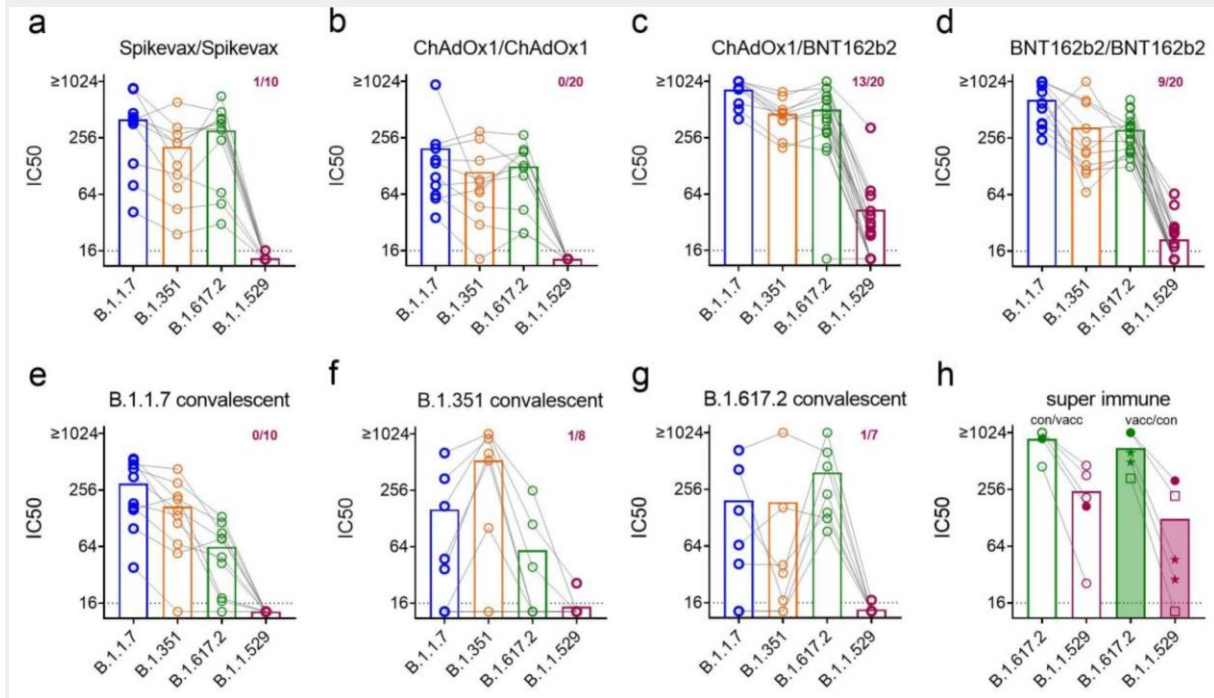 a
Spikevax/Spikevax
1/10
≥1024
256
64
16
IC50
B.1.1.7
B.1.351
B.1.617.2
B.1.1.529
b
ChAdOx1/ChAdOx1
0/20
≥1024
256
64
16
IC50
B.1.1.7
B.1.351
B.1.617.2
B.1.1.529
c
ChAdOx1/BNT162b2
13/20
≥1024
256
64
16
IC50
B.1.1.7
B.1.351
B.1.617.2
B.1.1.529
d
BNT162b2/BNT162b2
9/20
≥1024
256
64
16
IC50
B.1.1.7
B.1.351
B.1.617.2
B.1.1.529
e
B.1.1.7 convalescent
0/10
≥1024
256
64
16
IC50
B.1.1.7
B.1.351
B.1.617.2
B.1.1.529
f
B.1.351 convalescent
1/8
≥1024
256
64
16
IC50
B.1.1.7
B.1.351
B.1.617.2
B.1.1.529
g
B.1.617.2 convalescent
1/7
≥1024
256
64
16
IC50
B.1.1.7
B.1.351
B.1.617.2
B.1.1.529
h
super immune
con/vacc vacc/con
≥1024
256
64
16
IC50
B.1.617.2
B.1.1.529
B.1.617.2
B.1.1.529